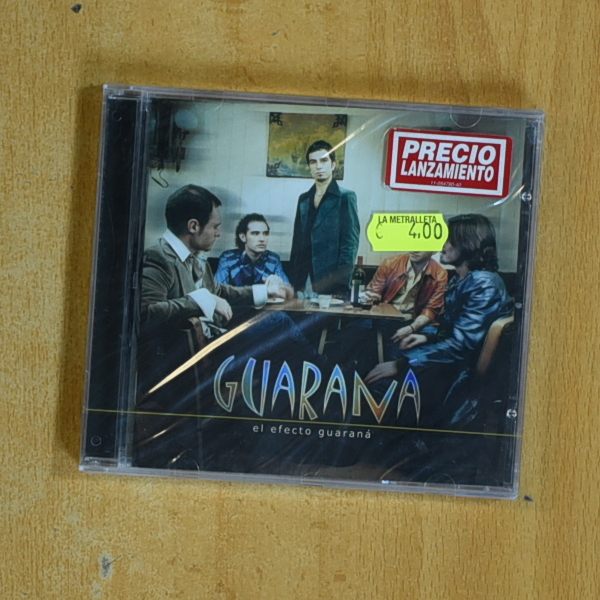 PRECIO
LANZAMIENTO
LA METRALLETA
€ 4,00
GUARANA
el efecto guaraná